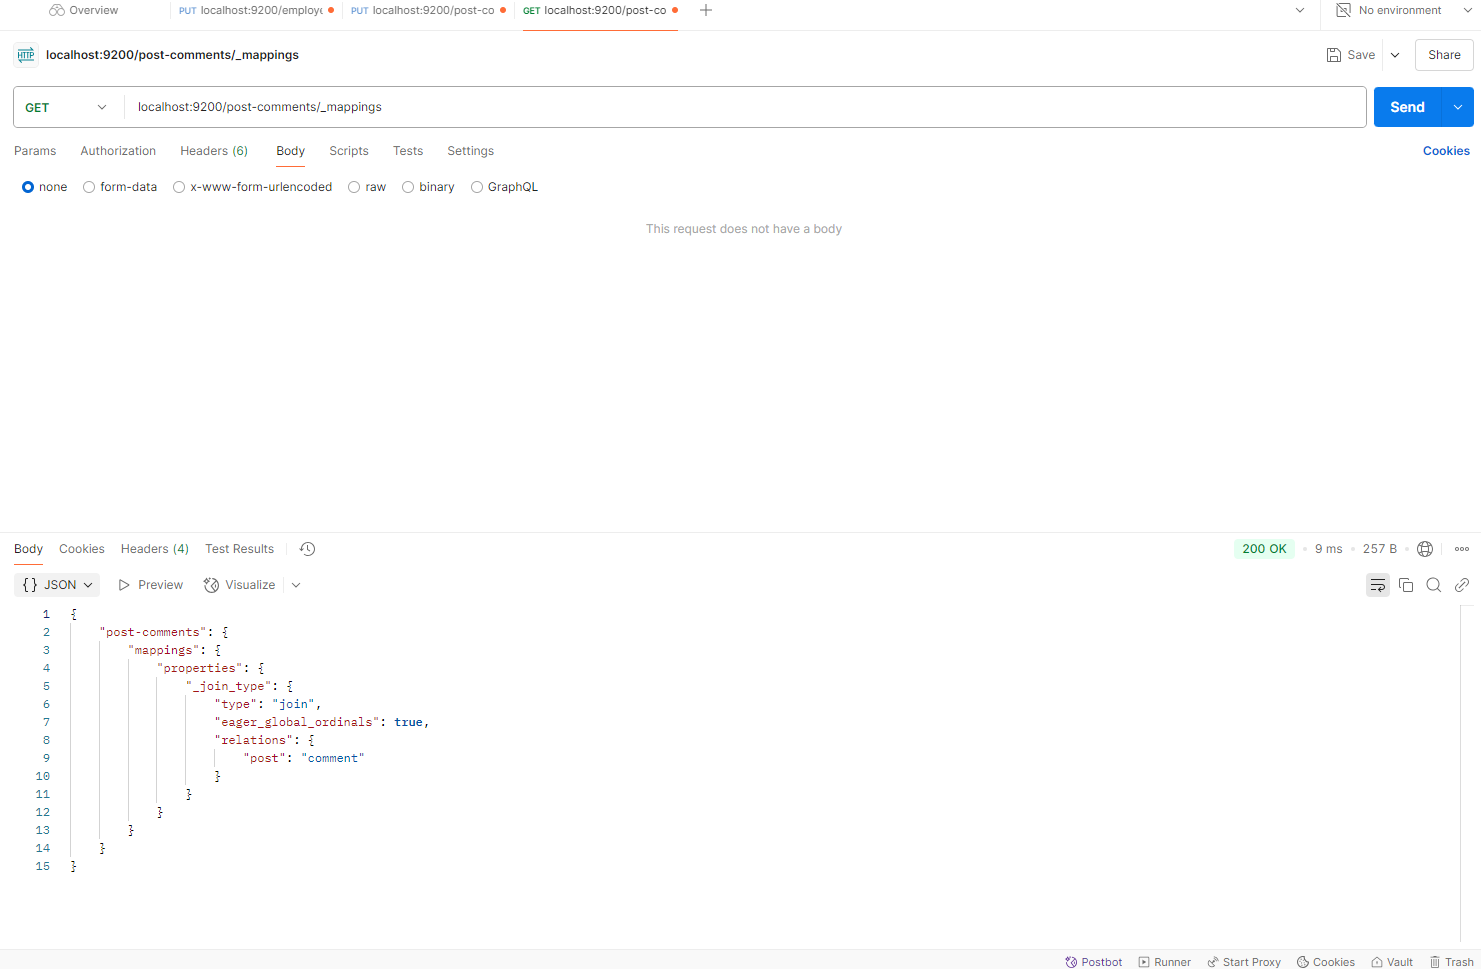 Overview PUT localhost:9200/employ PUT localhost:9200/post-co GET localhost:9200/post-co No environment
HTTP localhost:9200/post-comments/_mappings Save Share
GET localhost:9200/post-comments/_mappings Send
Params Authorization Headers (6) Body Scripts Tests Settings Cookies
none form-data x-www-form-urlencoded raw binary GraphQL
This request does not have a body
Body Cookies Headers (4) Test Results 200 OK • 9 ms • 257 B •
{} JSON Preview Visualize
1 {
2 "post-comments": {
3 "mappings": {
4 "properties": {
5 "_join_type": {
6 "type": "join",
7 "eager_global_ordinals": true,
8 "relations": {
9 "post": "comment"
10 }
11 }
12 }
13 }
14 }
15 }
Postbot Runner Start Proxy Cookies Vault Trash